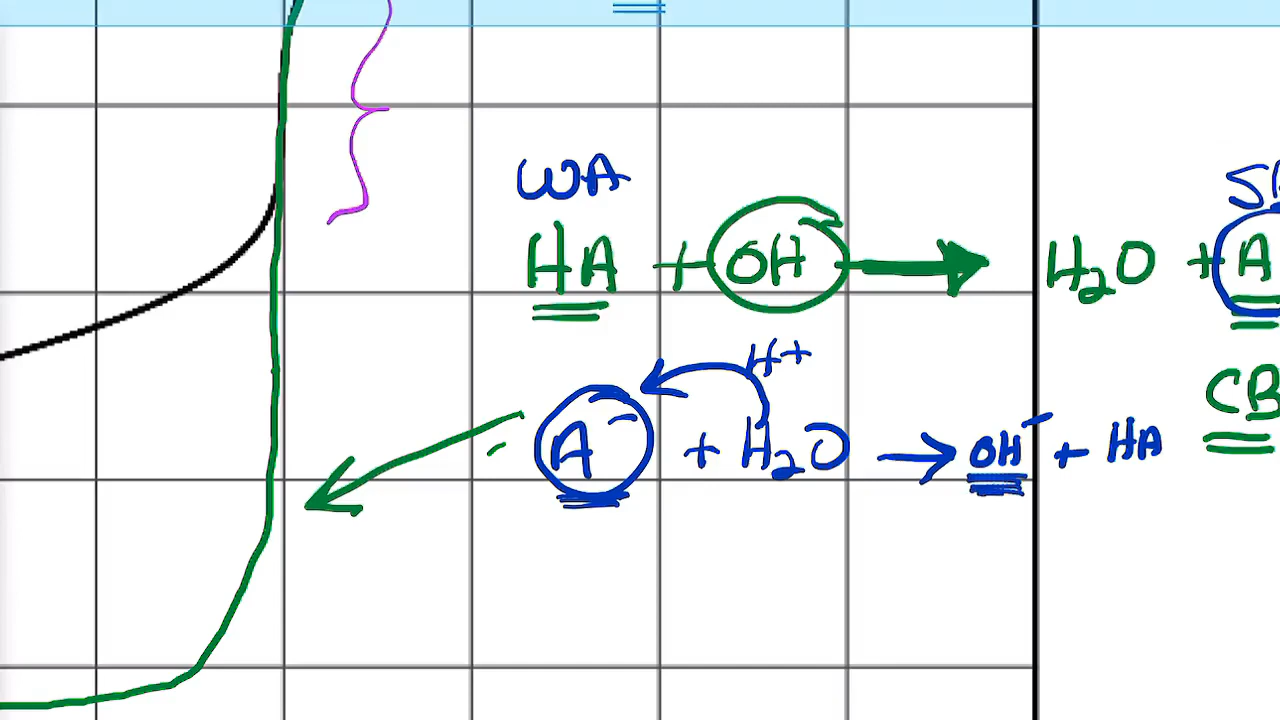 WA
HA + OH⁻ → H₂O + A
H+
A⁻ + H₂O → OH⁻ + HA
CB